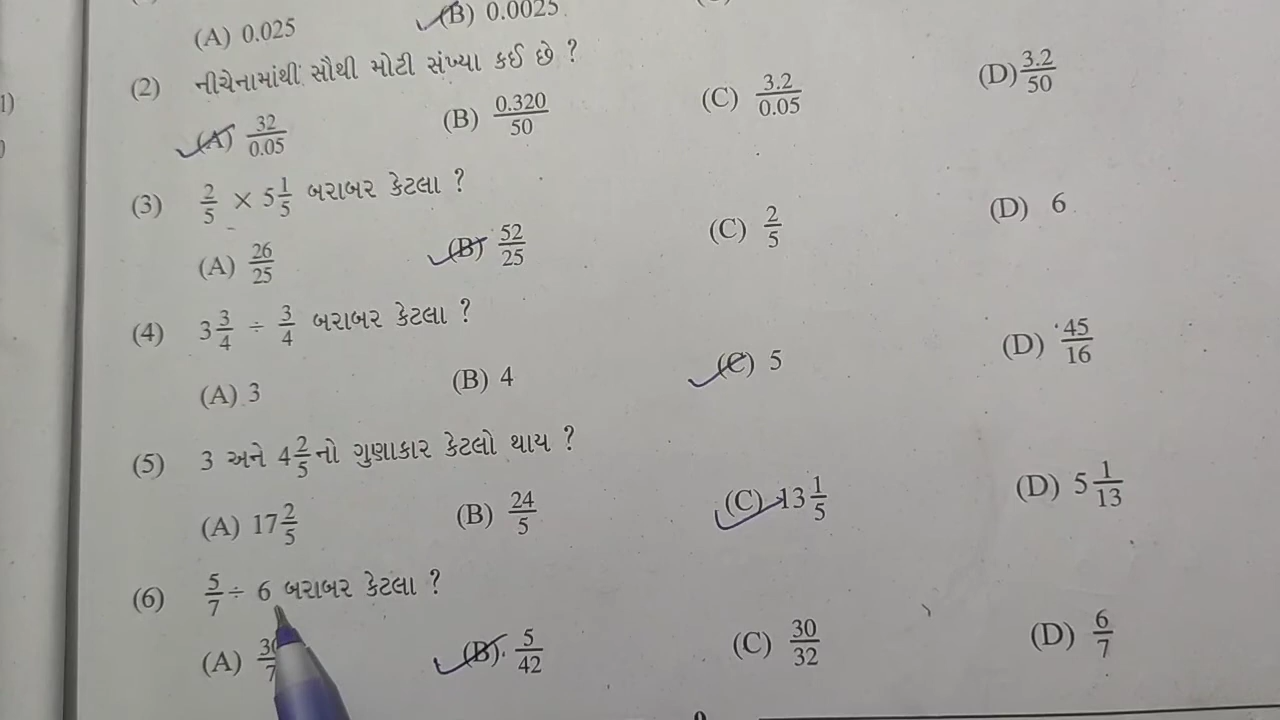 (A) 0.025 (B) 0.0025
(2) નીચેનામાંથી સૌથી મોટી સંખ્યા કઈ છે ?
(A) 32/0.05 (B) 0.320/50 (C) 3.2/0.05 (D) 3.2/50
(3) 2/5 × 5 1/5 બરાબર કેટલા ?
(A) 26/25 (B) 52/25 (C) 2/5 (D) 6
(4) 3 3/4 ÷ 3/4 બરાબર કેટલા ?
(A) 3 (B) 4 (C) 5 (D) 45/16
(5) 3 અને 4 2/5 નો ગુણાકાર કેટલો થાય ?
(A) 17 2/5 (B) 24/5 (C) 13 1/5 (D) 5 1/13
(6) 5/7 ÷ 6 બરાબર કેટલા ?
(A) 30/7 (B) 5/42 (C) 30/32 (D) 6/7